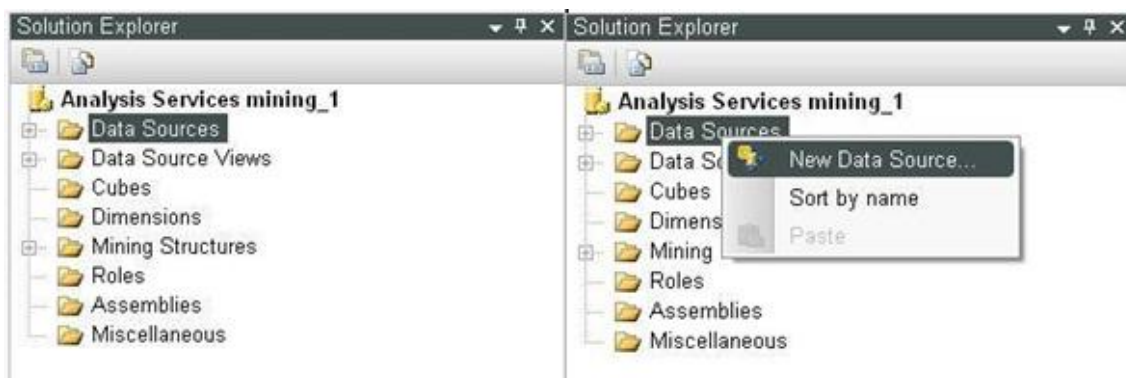 Solution Explorer
Analysis Services mining_1
Data Sources
Data Source Views
Cubes
Dimensions
Mining Structures
Roles
Assemblies
Miscellaneous
Solution Explorer
Analysis Services mining_1
Data Sources
Data So
Cubes
Dimens
Mining
Roles
Assemblies
Miscellaneous
New Data Source...
Sort by name
Paste